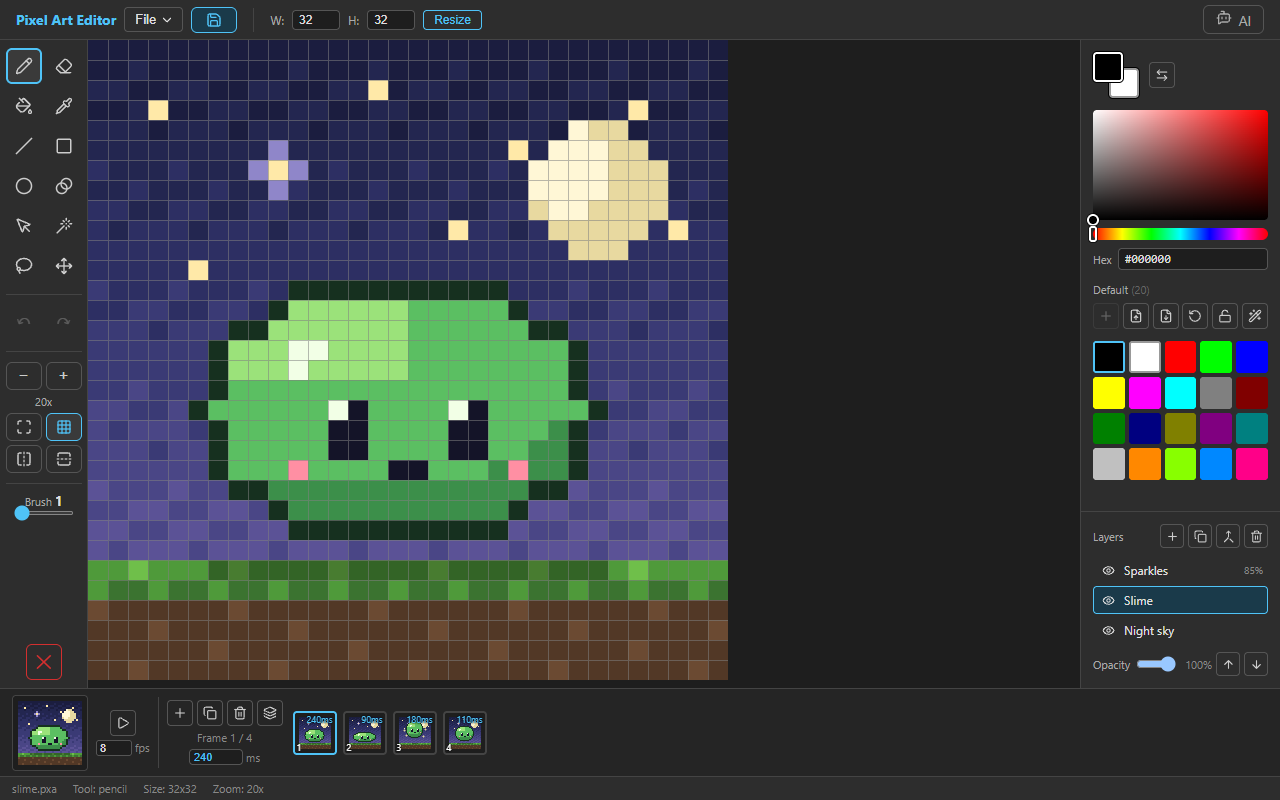 Pixel Art Editor File W: 32 H: 32 Resize AI
Hex #000000
Default (20)
20x
Brush 1
Layers
Sparkles 85%
Slime
Night sky
Opacity 100%
240ms 90ms 180ms 110ms
1 2 3 4
8 fps
Frame 1 / 4
240 ms
slime.pxa Tool: pencil Size: 32x32 Zoom: 20x